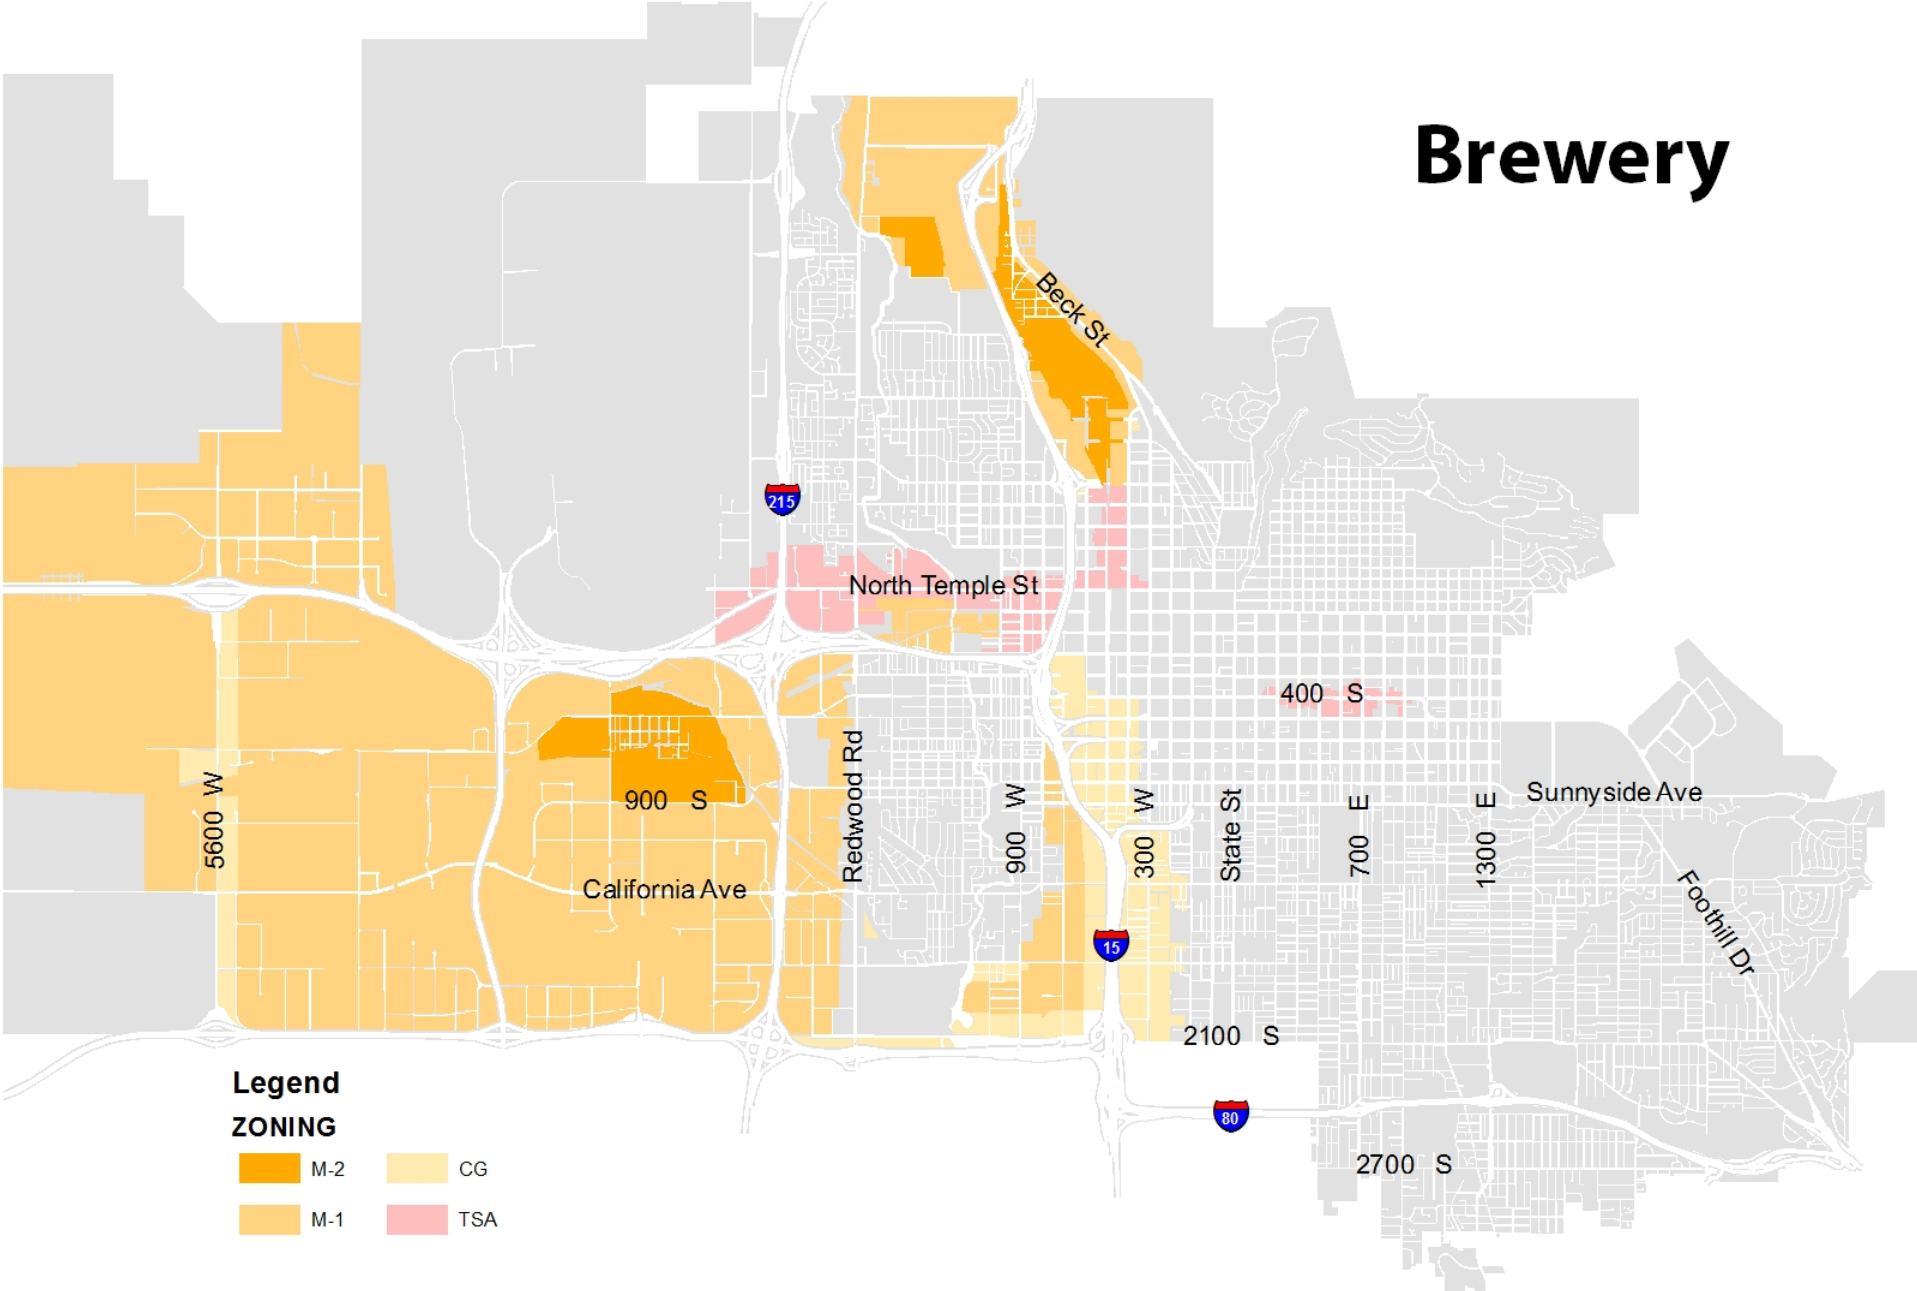 Brewery
Beck St
215
North Temple St
400 S
5600 W
900 S
Redwood Rd
900 W
300 W
State St
700 E
1300 E
Sunnyside Ave
California Ave
Foothill Dr
15
2100 S
80
2700 S
Legend
ZONING
M-2
CG
M-1
TSA